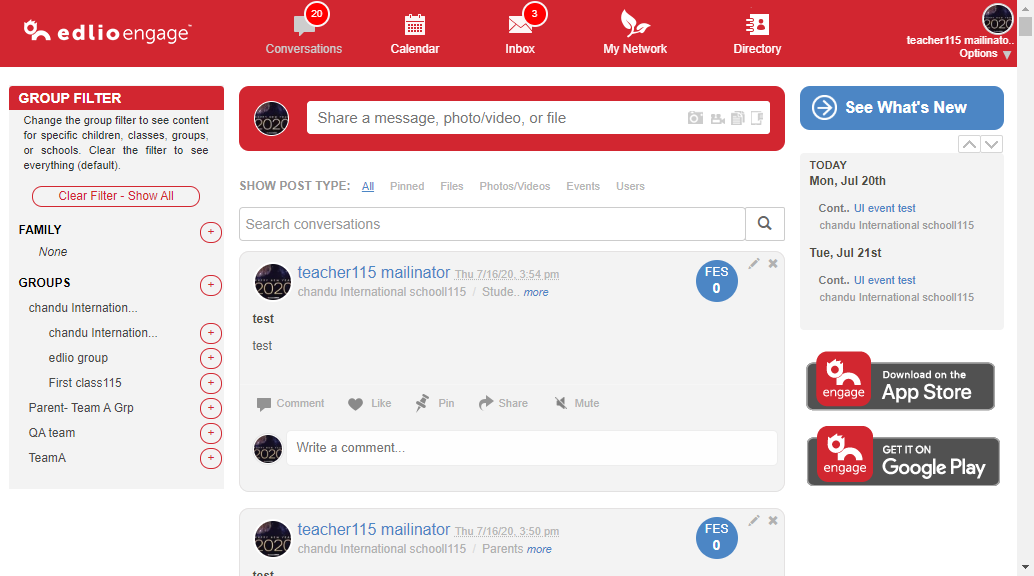 edlio engage
20
Conversations
Calendar
3
Inbox
My Network
Directory
teacher115 mailinato..
Options
GROUP FILTER
Change the group filter to see content
for specific children, classes, groups,
or schools. Clear the filter to see
everything (default).
Clear Filter - Show All
FAMILY
+
None
GROUPS
+
chandu Internation...
chandu Internation...
+
edlio group
+
First class115
+
Parent- Team A Grp
+
QA team
+
TeamA
+
2020
Share a message, photo/video, or file
SHOW POST TYPE: All Pinned Files Photos/Videos Events Users
Search conversations
2020
teacher115 mailinator Thu 7/16/20, 3:54 pm
chandu International schooll115 / Stude.. more
FES
0
test
test
Comment Like Pin Share Mute
2020
Write a comment...
2020
teacher115 mailinator Thu 7/16/20, 3:50 pm
chandu International schooll115 / Parents more
FES
0
test
See What's New
TODAY
Mon, Jul 20th
Cont.. UI event test
chandu International schooll115
Tue, Jul 21st
Cont.. UI event test
chandu International schooll115
engage
Download on the
App Store
engage
GET IT ON
Google Play